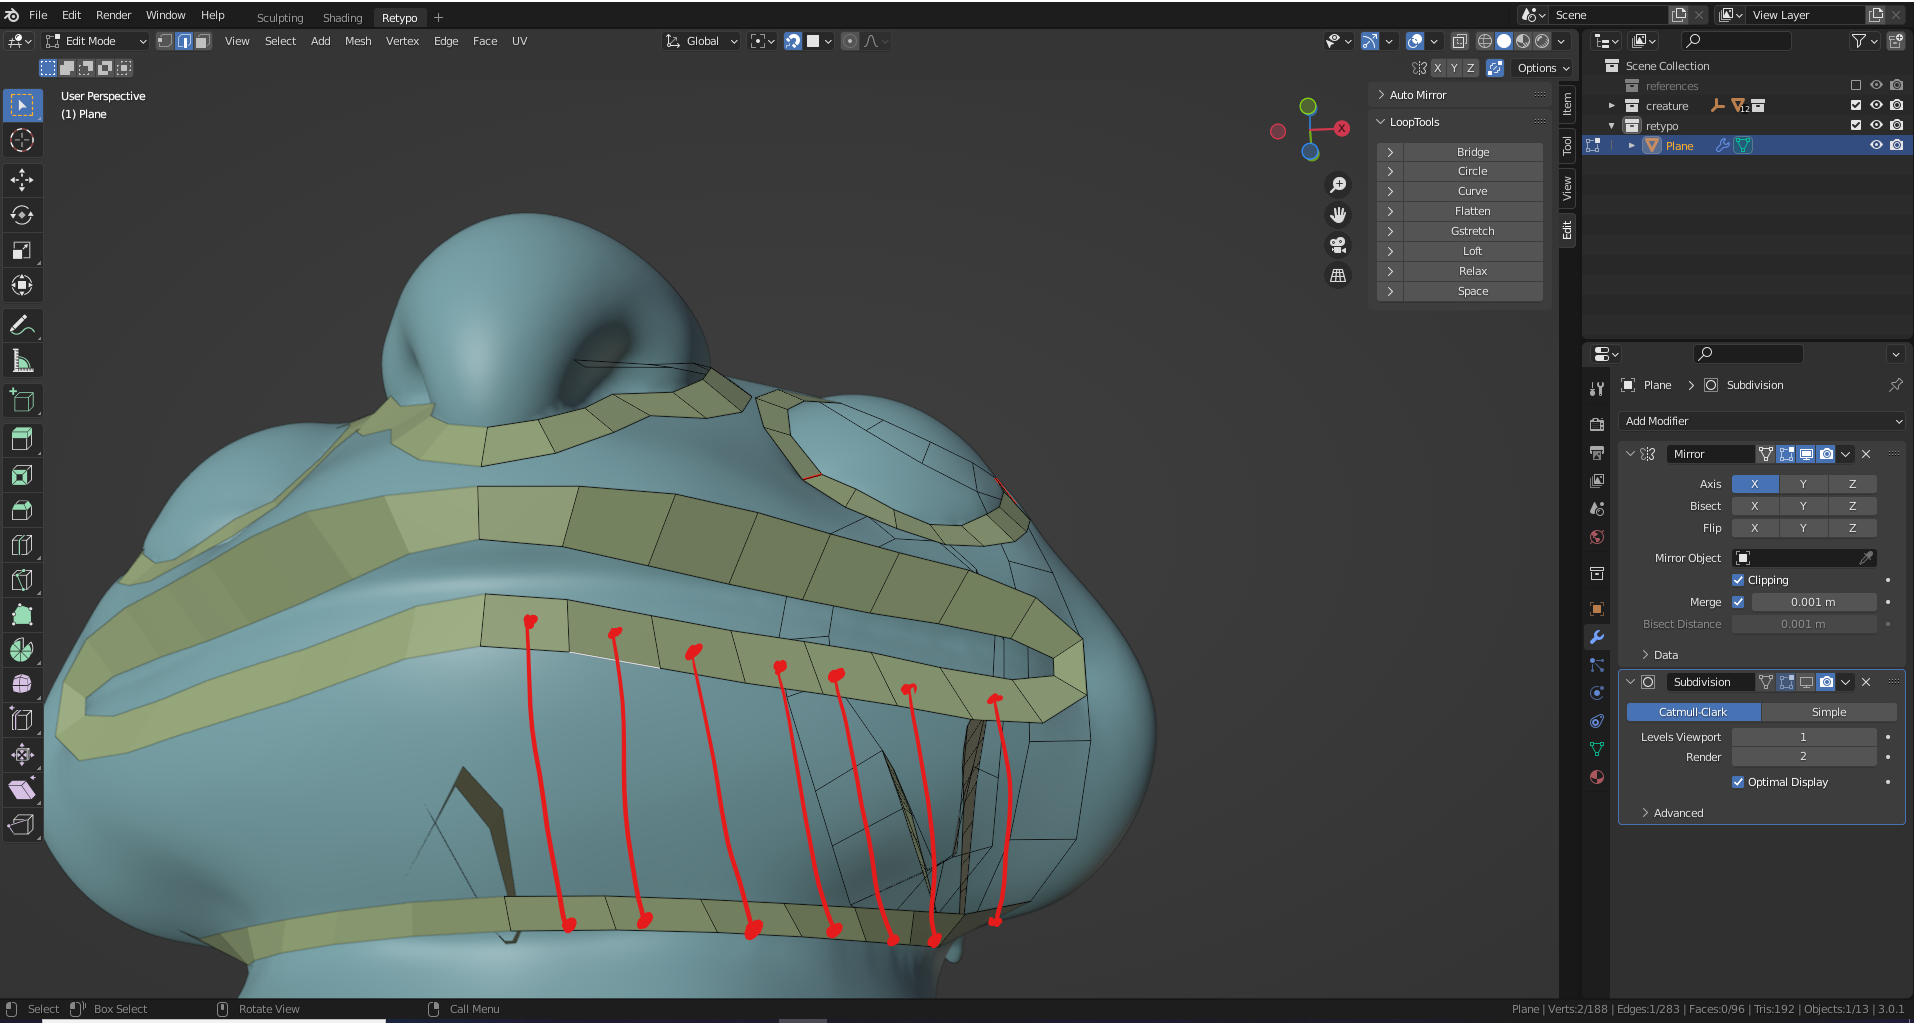 File Edit Render Window Help Sculpting Shading Retypo + Scene View Layer
Edit Mode View Select Add Mesh Vertex Edge Face UV Global
X Y Z Options
User Perspective
(1) Plane
X
Auto Mirror
LoopTools
Bridge
Circle
Curve
Flatten
Gstretch
Loft
Relax
Space
Item
Tool
View
Edit
Scene Collection
references
creature 12
retypo
Plane
Plane > Subdivision
Add Modifier
Mirror
Axis X Y Z
Bisect X Y Z
Flip X Y Z
Mirror Object
Clipping
Merge 0.001 m
Bisect Distance 0.001 m
Data
Subdivision
Catmull-Clark Simple
Levels Viewport 1
Render 2
Optimal Display
Advanced
Select Box Select Rotate View Call Menu Plane | Verts:2/188 | Edges:1/283 | Faces:0/96 | Tris:192 | Objects:1/13 | 3.0.1